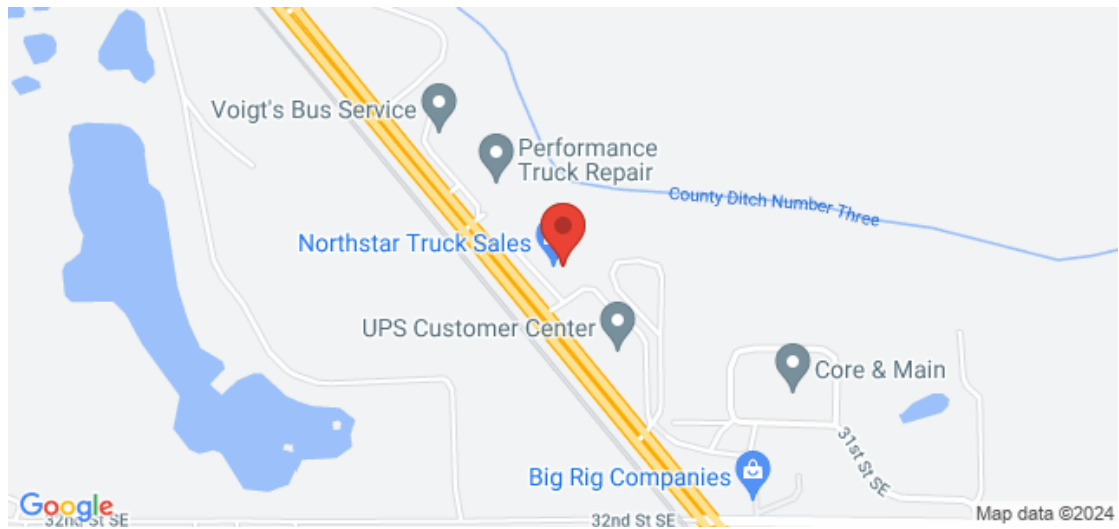 Voigt's Bus Service
Performance
Truck Repair
County Ditch Number Three
Northstar Truck Sales
UPS Customer Center
Core & Main
31st St SE
Big Rig Companies
Google
32nd St SE
32nd St SE
Map data ©2024